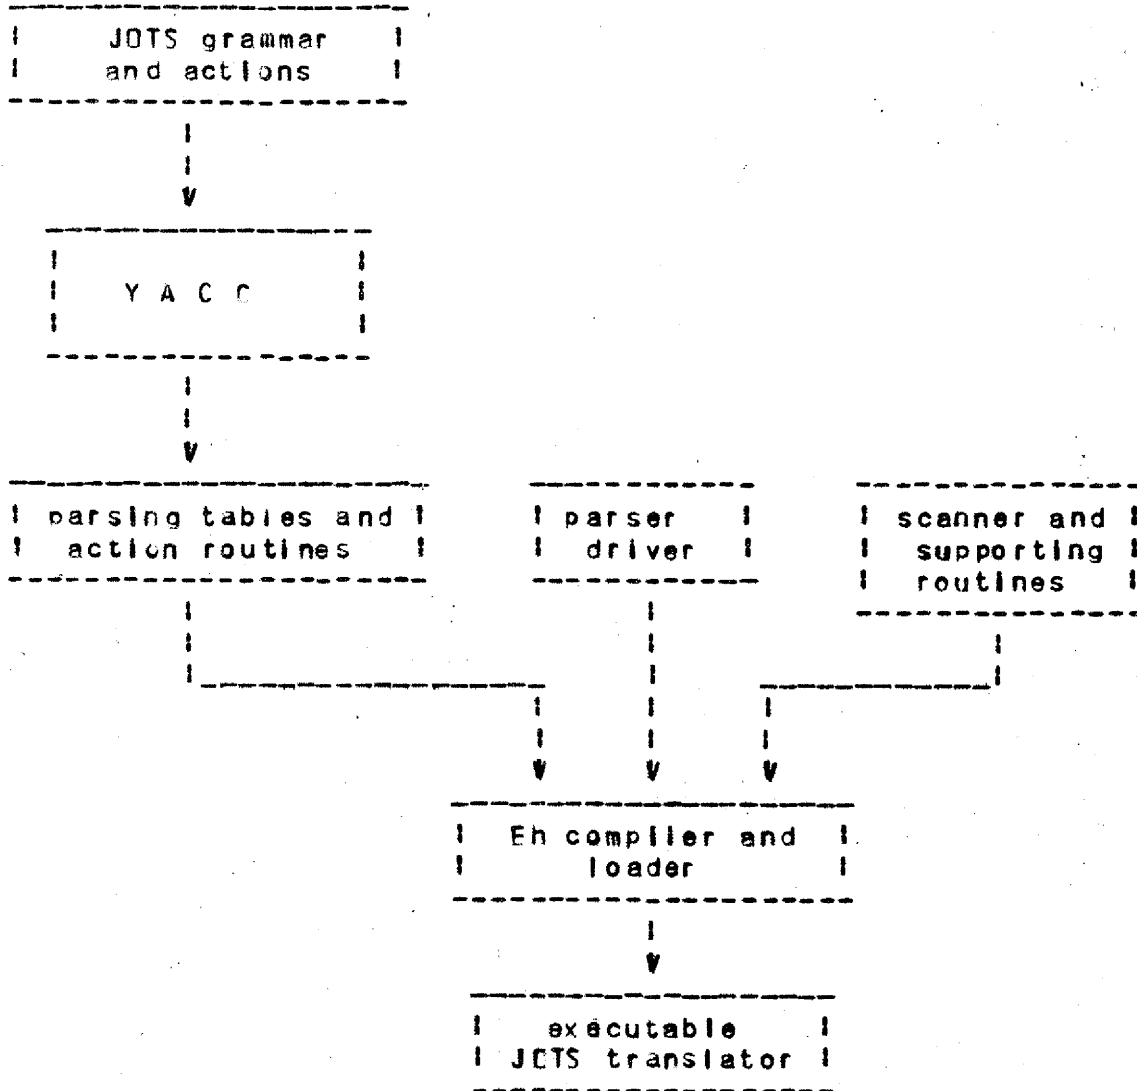 JOTS grammar
and actions
Y A C C
parsing tables and
action routines
parser
driver
scanner and
supporting
routines
Eh compiler and
loader
executable
JOTS translator